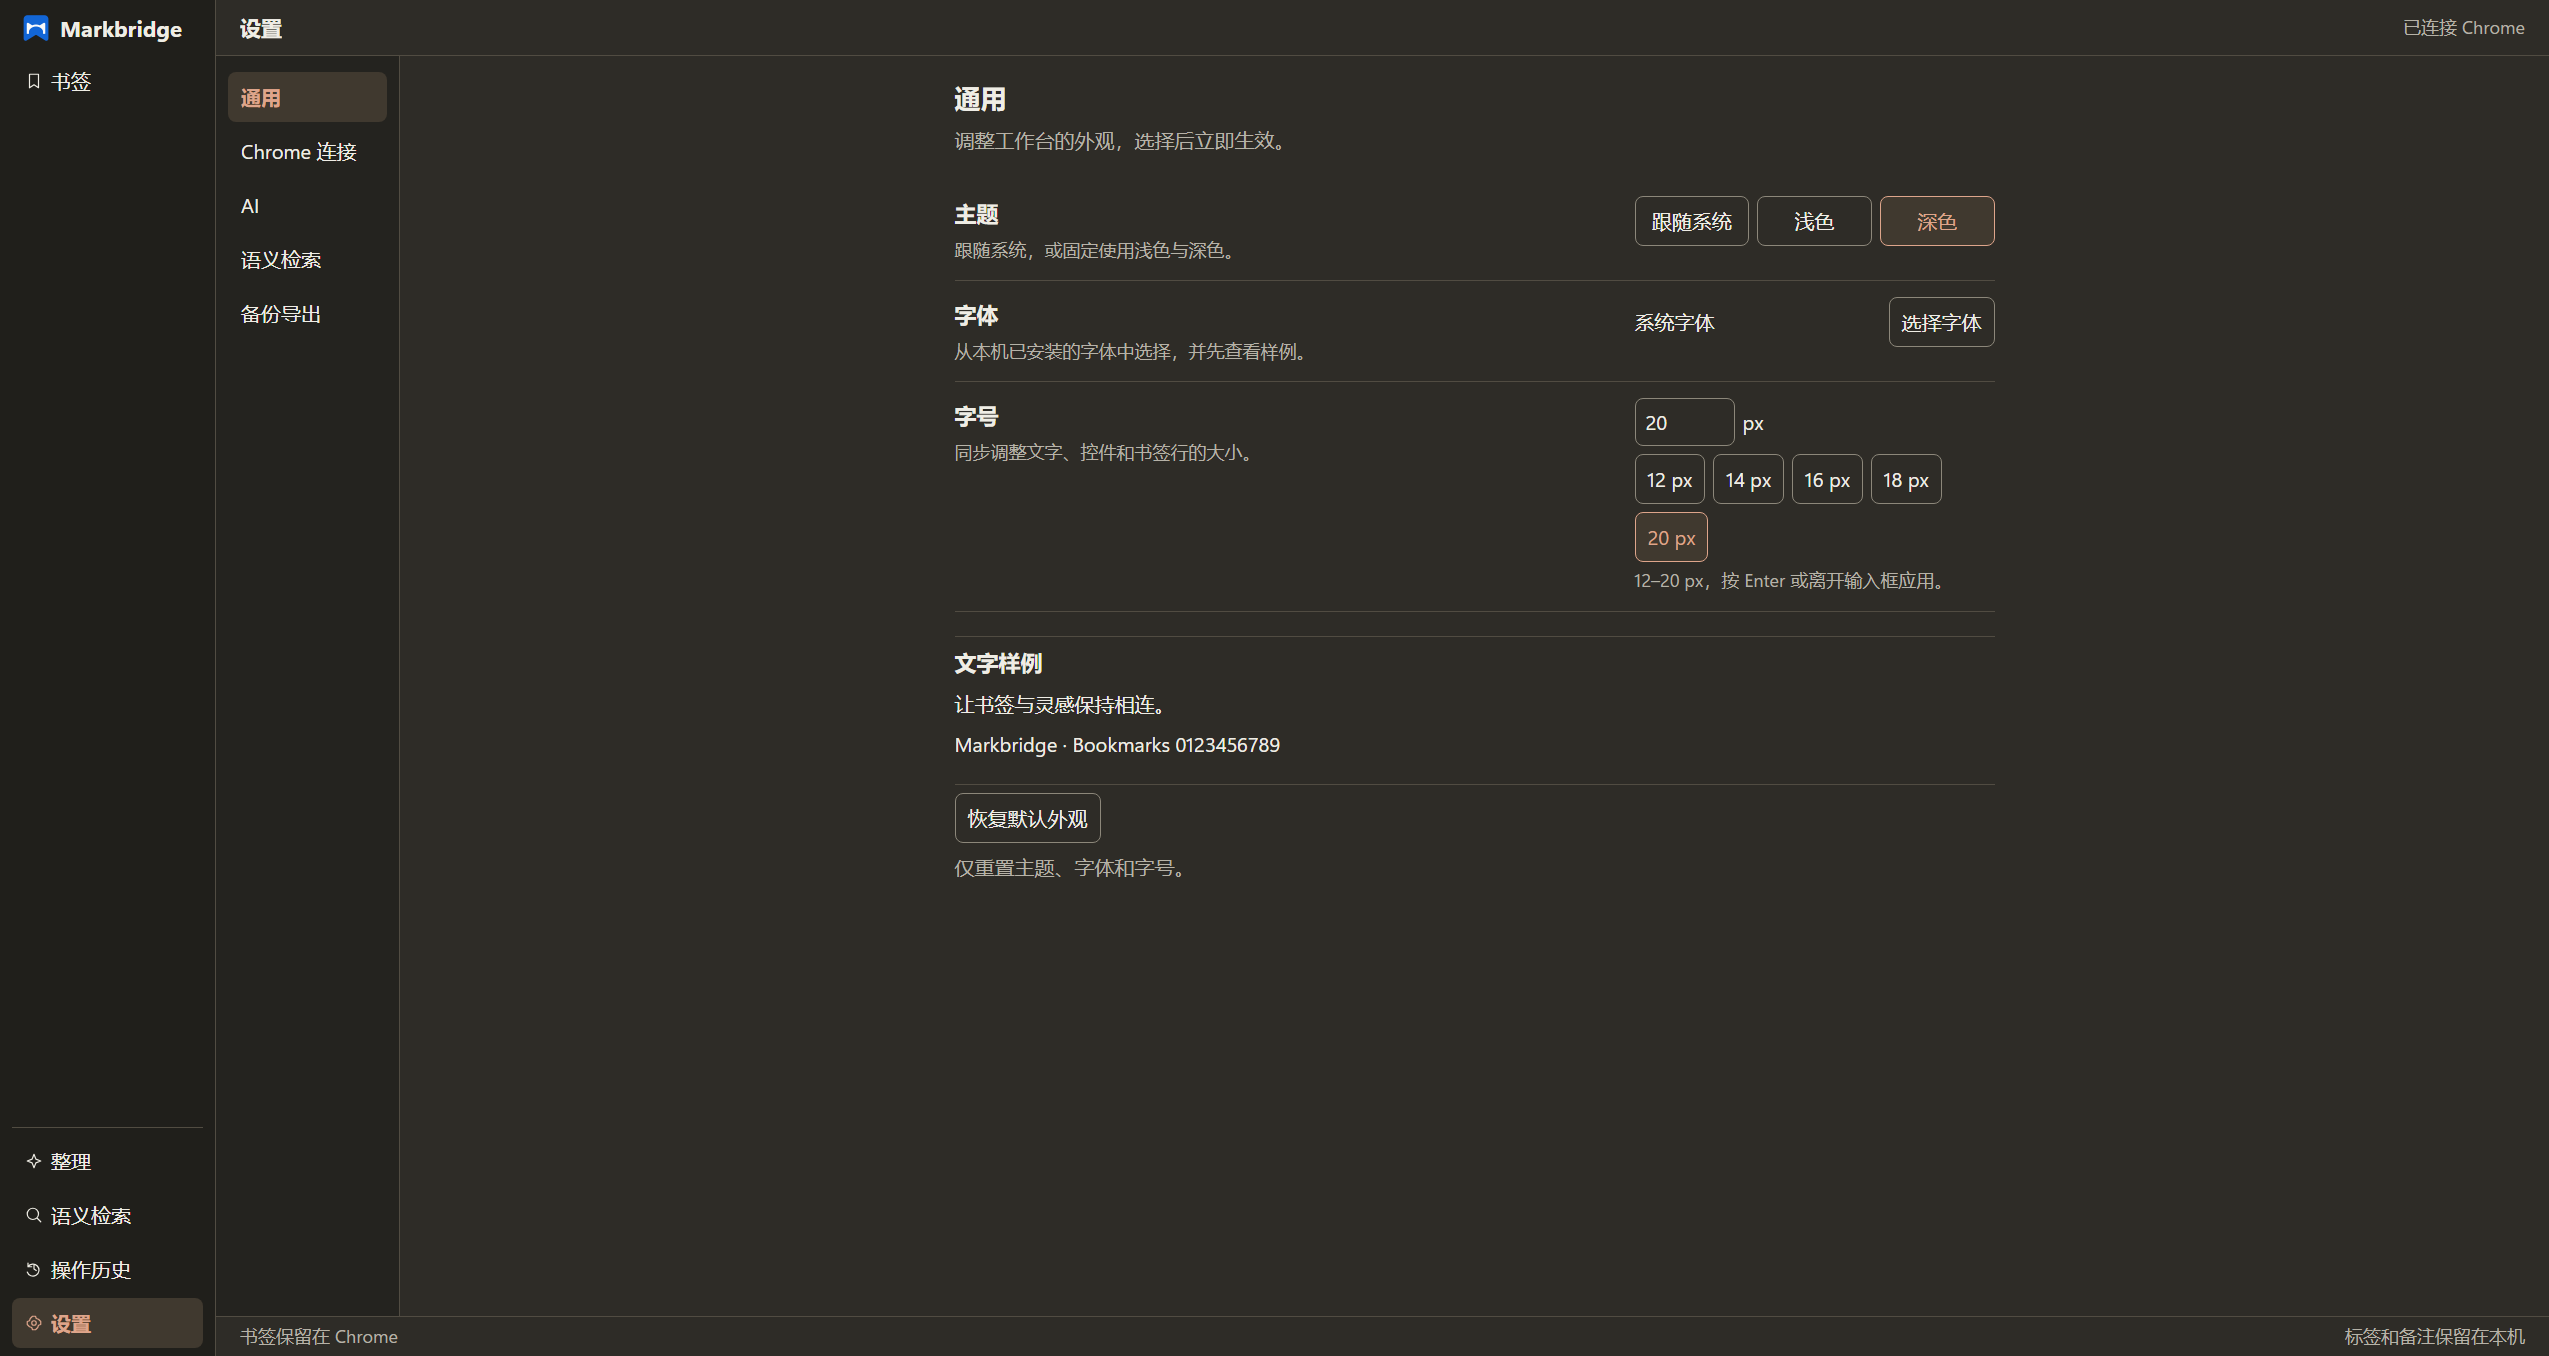 Markbridge
书签
整理
语义检索
操作历史
设置
设置
已连接 Chrome
通用
Chrome 连接
AI
语义检索
备份导出
通用
调整工作台的外观，选择后立即生效。
主题
跟随系统，或固定使用浅色与深色。
跟随系统 浅色 深色
字体
从本机已安装的字体中选择，并先查看样例。
系统字体 选择字体
字号
同步调整文字、控件和书签行的大小。
20 px
12 px 14 px 16 px 18 px
20 px
12–20 px，按 Enter 或离开输入框应用。
文字样例
让书签与灵感保持相连。
Markbridge · Bookmarks 0123456789
恢复默认外观
仅重置主题、字体和字号。
书签保留在 Chrome
标签和备注保留在本机